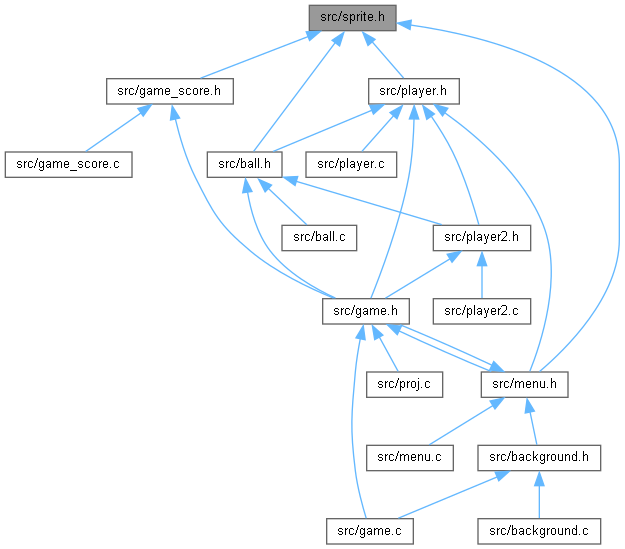 src/sprite.h
src/game_score.h
src/player.h
src/game_score.c
src/ball.h
src/player.c
src/ball.c
src/player2.h
src/game.h
src/player2.c
src/proj.c
src/menu.h
src/menu.c
src/background.h
src/game.c
src/background.c